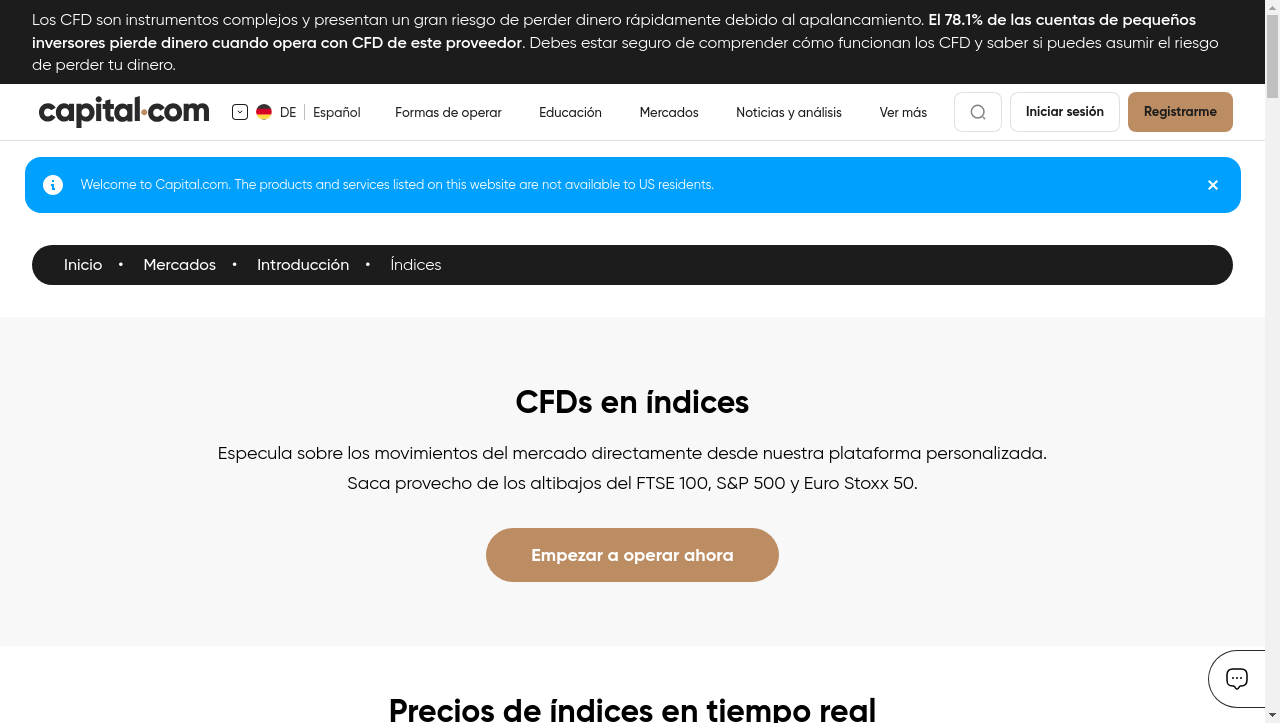 Los CFD son instrumentos complejos y presentan un gran riesgo de perder dinero rápidamente debido al apalancamiento. El 78.1% de las cuentas de pequeños
inversores pierde dinero cuando opera con CFD de este proveedor. Debes estar seguro de comprender cómo funcionan los CFD y saber si puedes asumir el riesgo
de perder tu dinero.
capital.com DE Español Formas de operar Educación Mercados Noticias y análisis Ver más Iniciar sesión Registrarme
Welcome to Capital.com. The products and services listed on this website are not available to US residents.
Inicio • Mercados • Introducción • Índices
CFDs en índices
Especula sobre los movimientos del mercado directamente desde nuestra plataforma personalizada.
Saca provecho de los altibajos del FTSE 100, S&P 500 y Euro Stoxx 50.
Empezar a operar ahora
Precios de índices en tiempo real